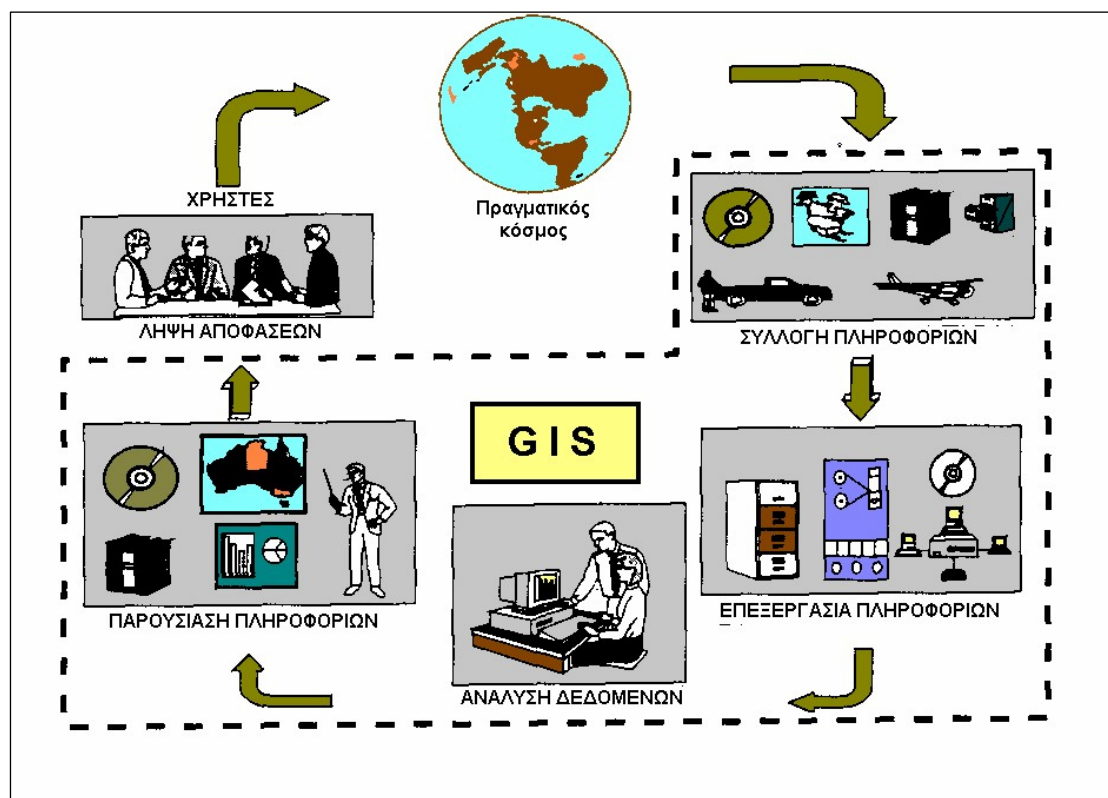 ΧΡΗΣΤΕΣ
Πραγματικός
κόσμος
ΛΗΨΗ ΑΠΟΦΑΣΕΩΝ
ΣΥΛΛΟΓΗ ΠΛΗΡΟΦΟΡΙΩΝ
GIS
ΠΑΡΟΥΣΙΑΣΗ ΠΛΗΡΟΦΟΡΙΩΝ
ΕΠΕΞΕΡΓΑΣΙΑ ΠΛΗΡΟΦΟΡΙΩΝ
ΑΝΑΛΥΣΗ ΔΕΔΟΜΕΝΩΝ